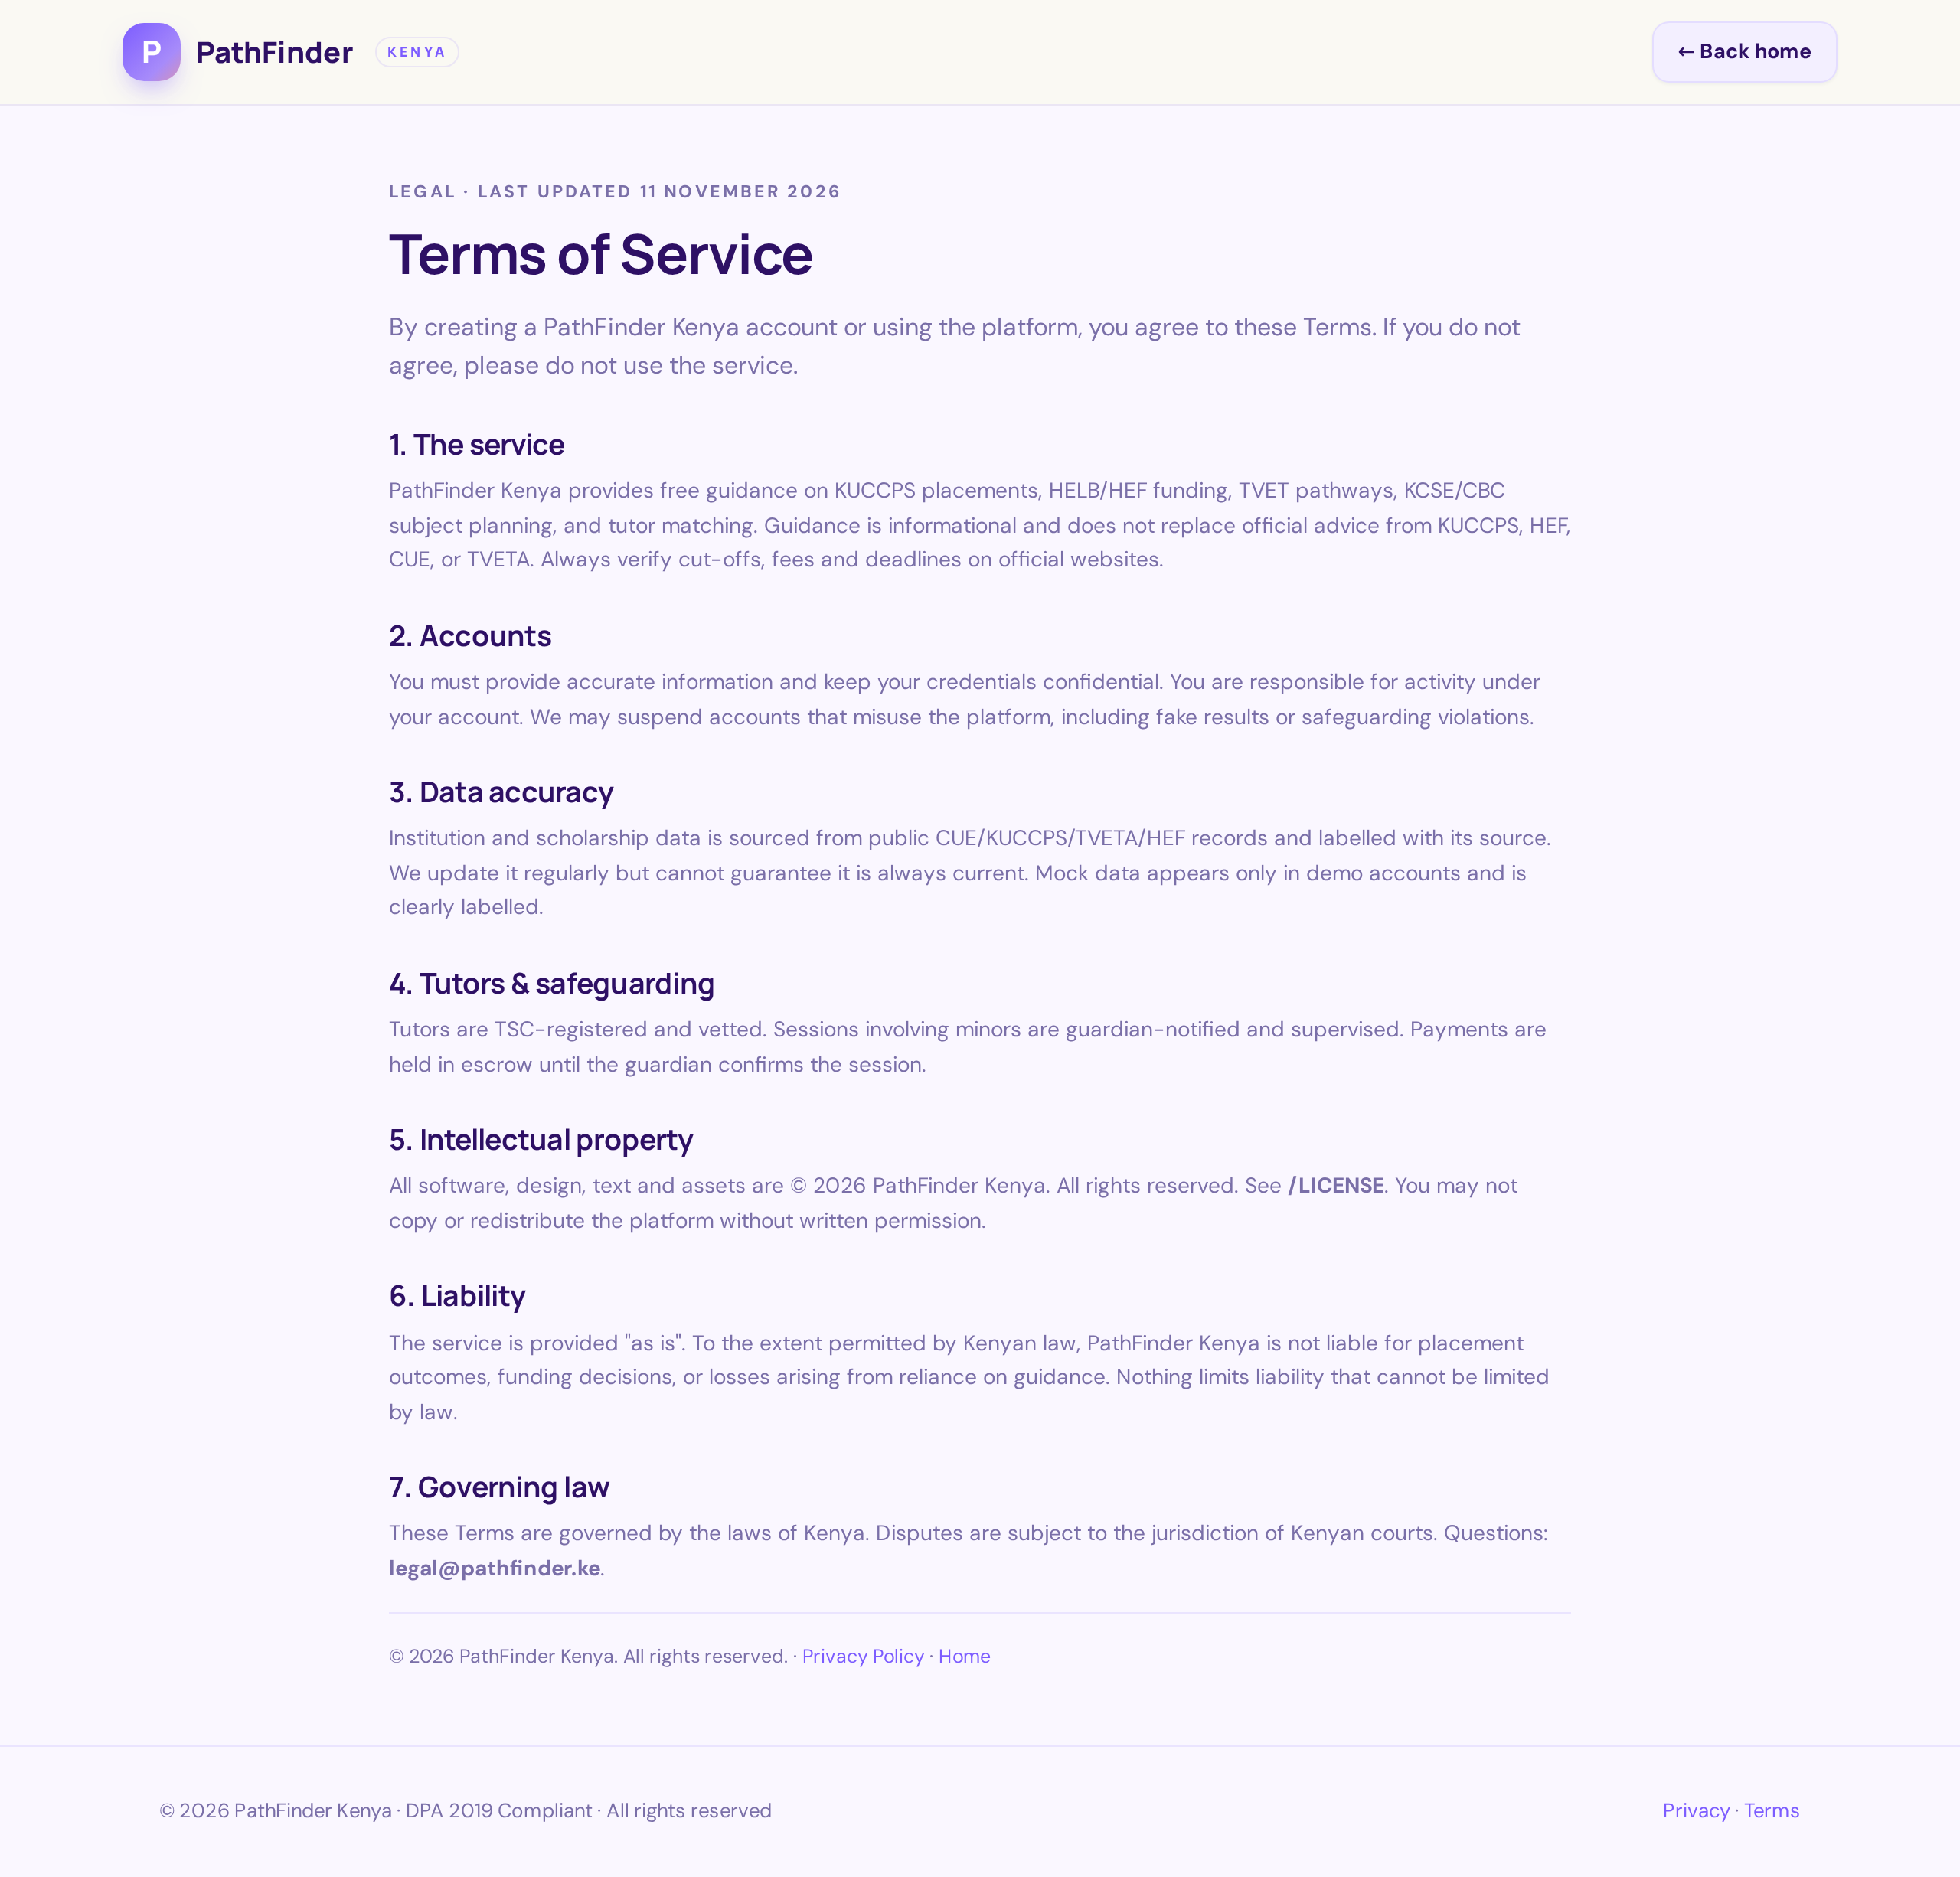 P PathFinder KENYA
← Back home
LEGAL · LAST UPDATED 11 NOVEMBER 2026
Terms of Service
By creating a PathFinder Kenya account or using the platform, you agree to these Terms. If you do not
agree, please do not use the service.
1. The service
PathFinder Kenya provides free guidance on KUCCPS placements, HELB/HEF funding, TVET pathways, KCSE/CBC
subject planning, and tutor matching. Guidance is informational and does not replace official advice from KUCCPS, HEF,
CUE, or TVETA. Always verify cut-offs, fees and deadlines on official websites.
2. Accounts
You must provide accurate information and keep your credentials confidential. You are responsible for activity under
your account. We may suspend accounts that misuse the platform, including fake results or safeguarding violations.
3. Data accuracy
Institution and scholarship data is sourced from public CUE/KUCCPS/TVETA/HEF records and labelled with its source.
We update it regularly but cannot guarantee it is always current. Mock data appears only in demo accounts and is
clearly labelled.
4. Tutors & safeguarding
Tutors are TSC-registered and vetted. Sessions involving minors are guardian-notified and supervised. Payments are
held in escrow until the guardian confirms the session.
5. Intellectual property
All software, design, text and assets are © 2026 PathFinder Kenya. All rights reserved. See /LICENSE. You may not
copy or redistribute the platform without written permission.
6. Liability
The service is provided "as is". To the extent permitted by Kenyan law, PathFinder Kenya is not liable for placement
outcomes, funding decisions, or losses arising from reliance on guidance. Nothing limits liability that cannot be limited
by law.
7. Governing law
These Terms are governed by the laws of Kenya. Disputes are subject to the jurisdiction of Kenyan courts. Questions:
legal@pathfinder.ke.
© 2026 PathFinder Kenya. All rights reserved. · Privacy Policy · Home
© 2026 PathFinder Kenya · DPA 2019 Compliant · All rights reserved
Privacy · Terms